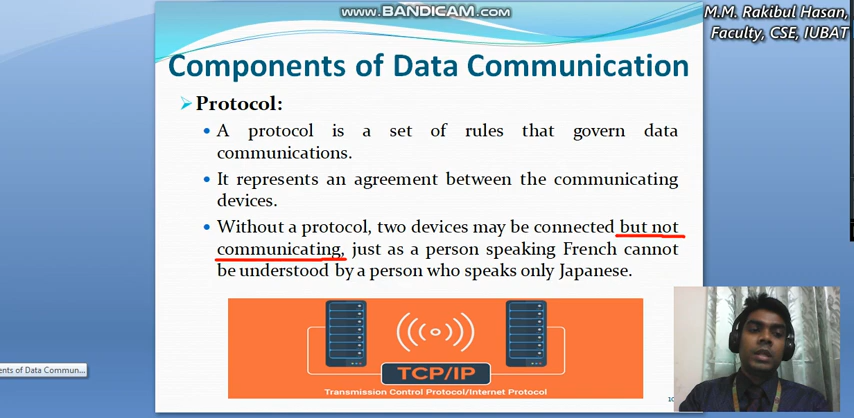 www.BANDICAM.com
M.M. Rakibul Hasan,
Faculty, CSE, IUBAT
Components of Data Communication
Protocol:
A protocol is a set of rules that govern data
communications.
It represents an agreement between the communicating
devices.
Without a protocol, two devices may be connected but not
communicating, just as a person speaking French cannot
be understood by a person who speaks only Japanese.
TCP/IP
Transmission Control Protocol/Internet Protocol
ents of Data Commun...